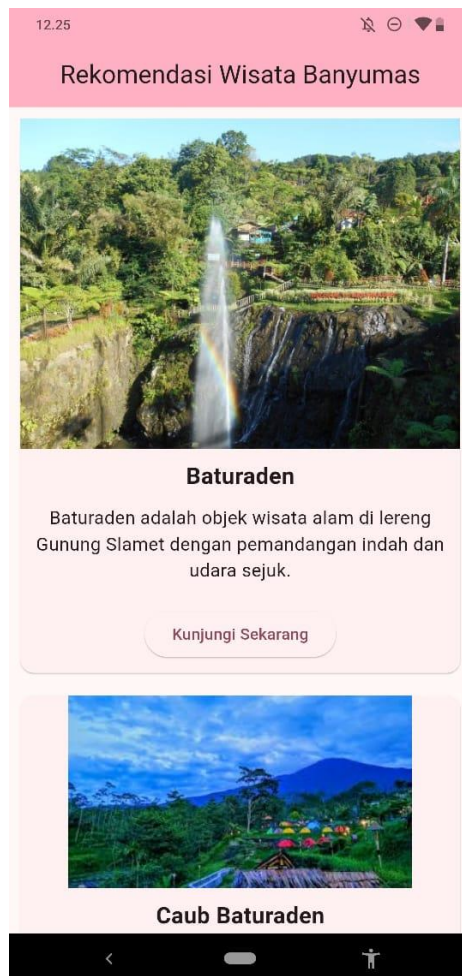 12.25
Rekomendasi Wisata Banyumas
Baturaden
Baturaden adalah objek wisata alam di lereng
Gunung Slamet dengan pemandangan indah dan
udara sejuk.
Kunjungi Sekarang
Caub Baturaden